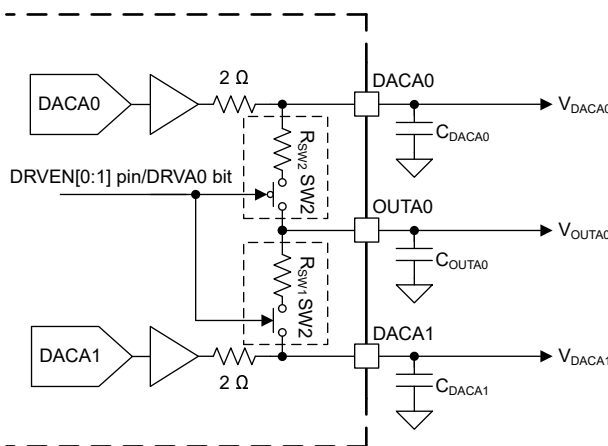 2 Ω
DACA0
DACA0
V_DACA0
C_DACA0
R_SW2 SW2
DRVEN[0:1] pin/DRVA0 bit
OUTA0
V_OUTA0
C_OUTA0
R_SW1 SW2
DACA1
DACA1
V_DACA1
2 Ω
C_DACA1